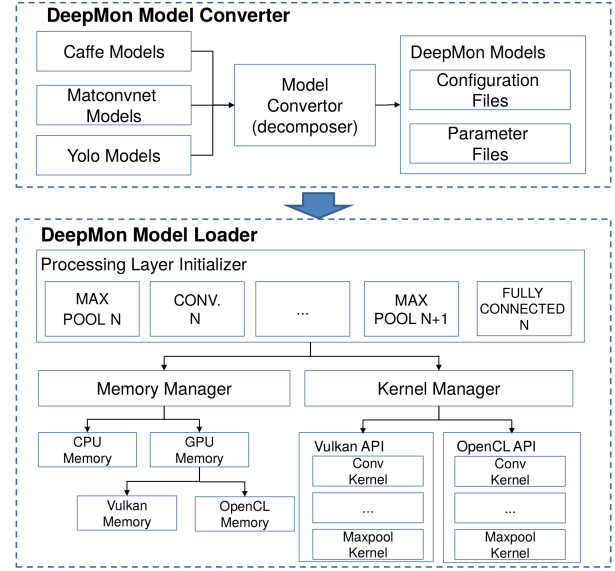 DeepMon Model Converter
Caffe Models
Matconvnet
Models
Yolo Models
Model
Convertor
(decomposer)
DeepMon Models
Configuration
Files
Parameter
Files
DeepMon Model Loader
Processing Layer Initializer
MAX
POOL N
CONV.
N
...
MAX
POOL N+1
FULLY
CONNECTED
N
Memory Manager
Kernel Manager
CPU
Memory
GPU
Memory
Vulkan
Memory
OpenCL
Memory
Vulkan API
Conv
Kernel
...
Maxpool
Kernel
OpenCL API
Conv
Kernel
...
Maxpool
Kernel